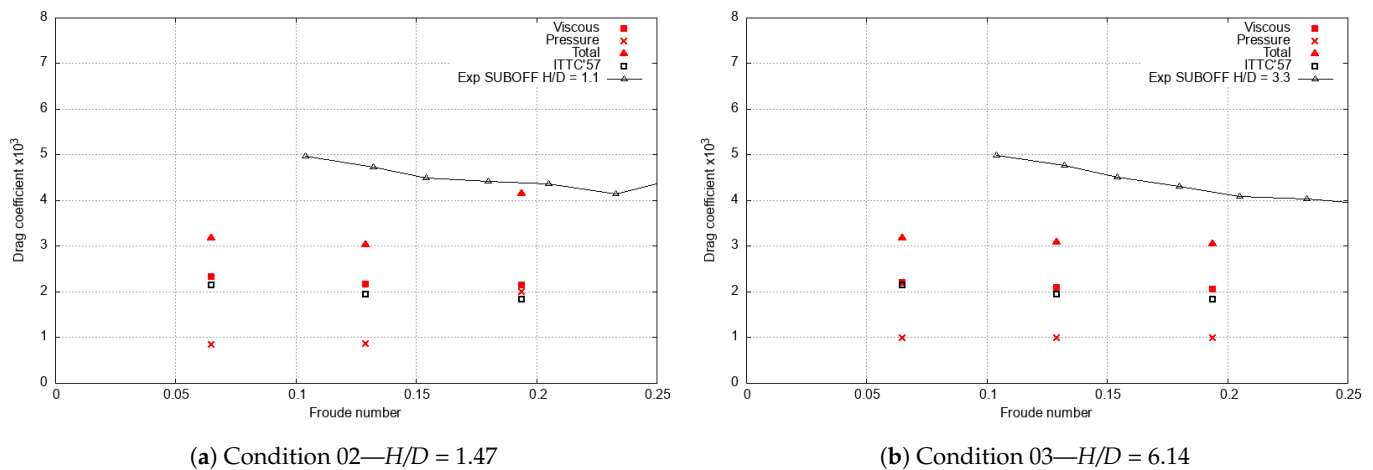 8
7
6
5
4
3
2
1
0
Drag coefficient x10³
Viscous
Pressure
Total
ITTC'57
Exp SUBOFF H/D = 1.1
0 0.05 0.1 0.15 0.2 0.25
Froude number
(a) Condition 02—H/D = 1.47
8
7
6
5
4
3
2
1
0
Drag coefficient x10³
Viscous
Pressure
Total
ITTC'57
Exp SUBOFF H/D = 3.3
0 0.05 0.1 0.15 0.2 0.25
Froude number
(b) Condition 03—H/D = 6.14